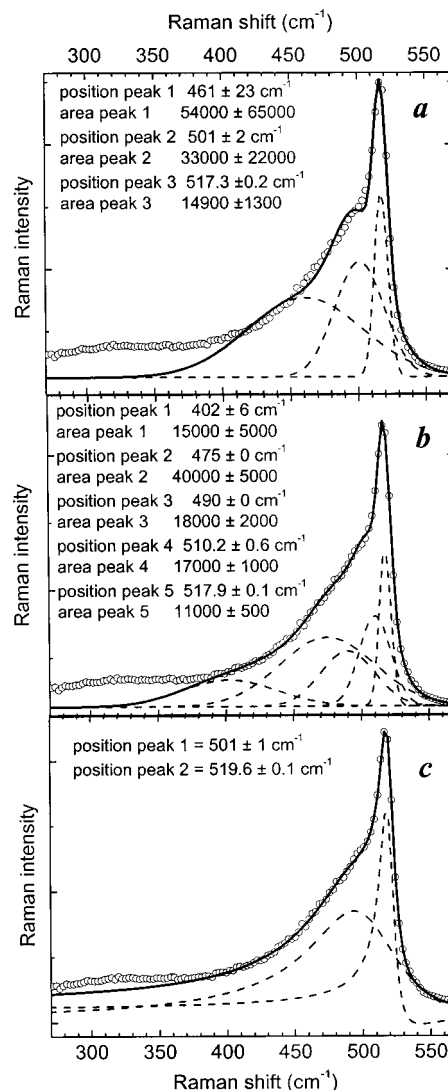 Raman shift (cm⁻¹)
300 350 400 450 500 550
a
position peak 1 461 ± 23 cm⁻¹
area peak 1 54000 ± 65000
position peak 2 501 ± 2 cm⁻¹
area peak 2 33000 ± 22000
position peak 3 517.3 ±0.2 cm⁻¹
area peak 3 14900 ±1300
Raman intensity
b
position peak 1 402 ± 6 cm⁻¹
area peak 1 15000 ± 5000
position peak 2 475 ± 0 cm⁻¹
area peak 2 40000 ± 5000
position peak 3 490 ± 0 cm⁻¹
area peak 3 18000 ± 2000
position peak 4 510.2 ± 0.6 cm⁻¹
area peak 4 17000 ± 1000
position peak 5 517.9 ± 0.1 cm⁻¹
area peak 5 11000 ± 500
Raman intensity
c
position peak 1 = 501 ± 1 cm⁻¹
position peak 2 = 519.6 ± 0.1 cm⁻¹
Raman intensity
300 350 400 450 500 550
Raman shift (cm⁻¹)